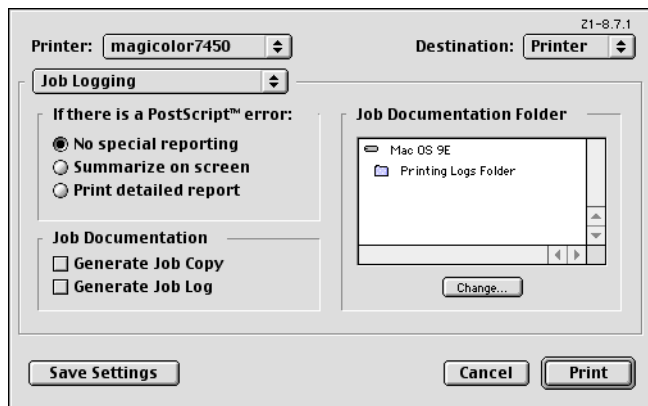 Z1-8.7.1
Printer: magicolor7450
Destination: Printer
Job Logging
If there is a PostScript™ error:
No special reporting
Summarize on screen
Print detailed report
Job Documentation
Generate Job Copy
Generate Job Log
Job Documentation Folder
Mac OS 9E
Printing Logs Folder
Change...
Save Settings
Cancel
Print